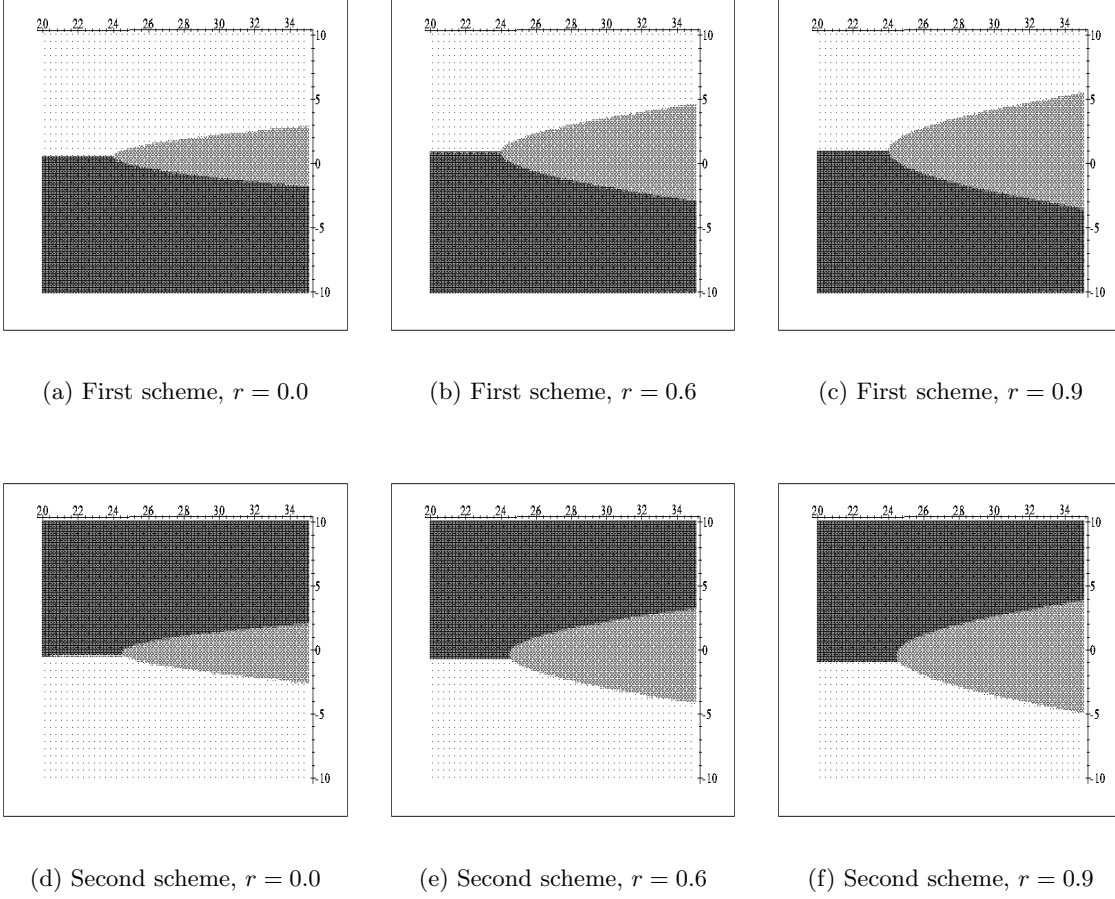 20 22 24 26 28 30 32 34
10
5
0
-5
-10
20 22 24 26 28 30 32 34
10
5
0
-5
-10
20 22 24 26 28 30 32 34
10
5
0
-5
-10
(a) First scheme, r = 0.0
(b) First scheme, r = 0.6
(c) First scheme, r = 0.9
20 22 24 26 28 30 32 34
10
5
0
-5
-10
20 22 24 26 28 30 32 34
10
5
0
-5
-10
20 22 24 26 28 30 32 34
10
5
0
-5
-10
(d) Second scheme, r = 0.0
(e) Second scheme, r = 0.6
(f) Second scheme, r = 0.9